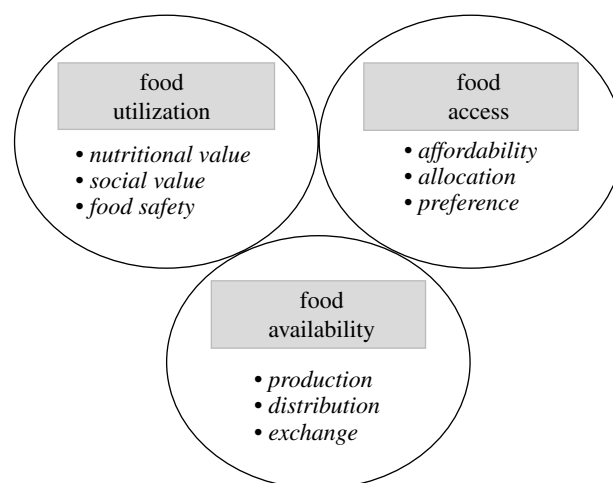 food
utilization
• nutritional value
• social value
• food safety
food
access
• affordability
• allocation
• preference
food
availability
• production
• distribution
• exchange